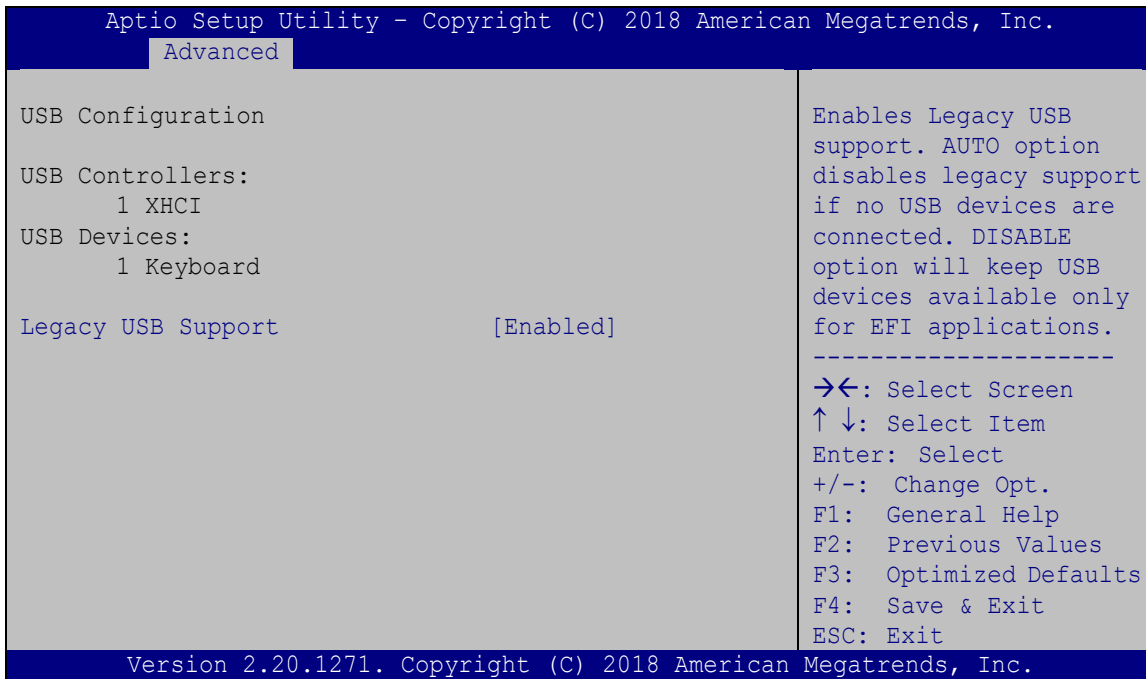 Aptio Setup Utility – Copyright (C) 2018 American Megatrends, Inc.
Advanced
USB Configuration
USB Controllers:
1 XHCI
USB Devices:
1 Keyboard
Legacy USB Support [Enabled]
Enables Legacy USB
support. AUTO option
disables legacy support
if no USB devices are
connected. DISABLE
option will keep USB
devices available only
for EFI applications.
---------------------
→←: Select Screen
↑ ↓: Select Item
Enter: Select
+/-: Change Opt.
F1: General Help
F2: Previous Values
F3: Optimized Defaults
F4: Save & Exit
ESC: Exit
Version 2.20.1271. Copyright (C) 2018 American Megatrends, Inc.